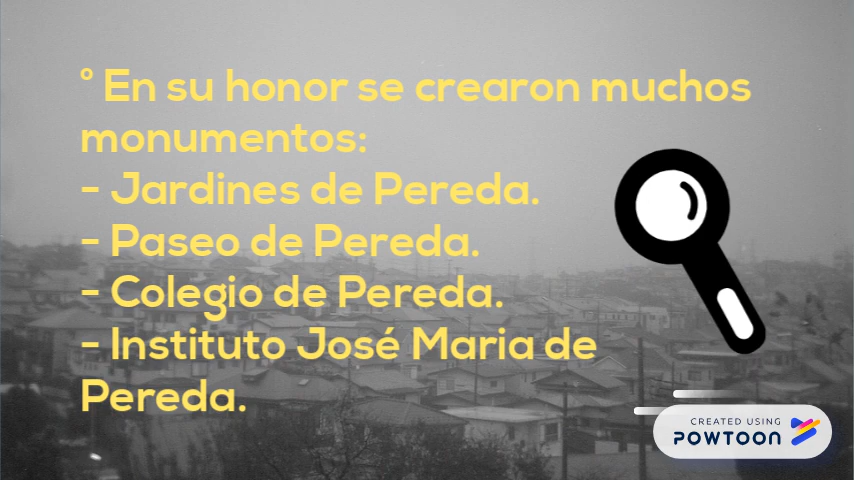 ° En su honor se crearon muchos
monumentos:
- Jardines de Pereda.
- Paseo de Pereda.
- Colegio de Pereda.
- Instituto José Maria de
Pereda.
CREATED USING
POWTOON